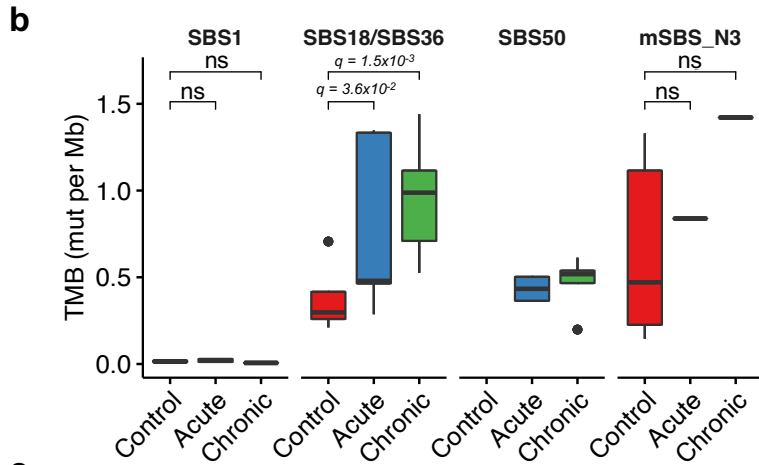 b
SBS1 SBS18/SBS36 SBS50 mSBS_N3
ns q = 1.5x10-3 ns
ns q = 3.6x10-2 ns
TMB (mut per Mb)
1.5
1.0
0.5
0.0
Control Acute Chronic Control Acute Chronic Control Acute Chronic Control Acute Chronic